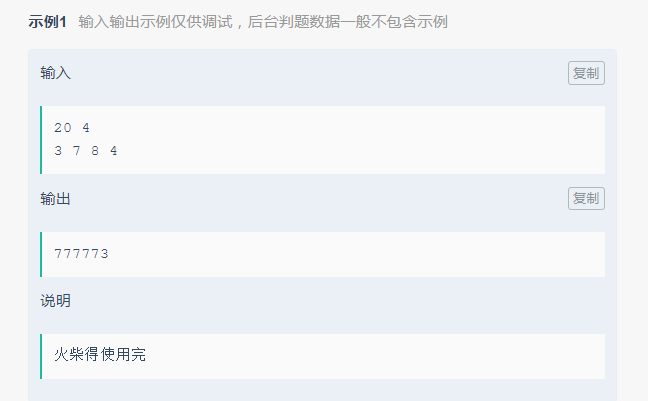 示例1 输入输出示例仅供调试，后台判题数据一般不包含示例
输入
复制
20 4
3 7 8 4
输出
复制
777773
说明
火柴得使用完